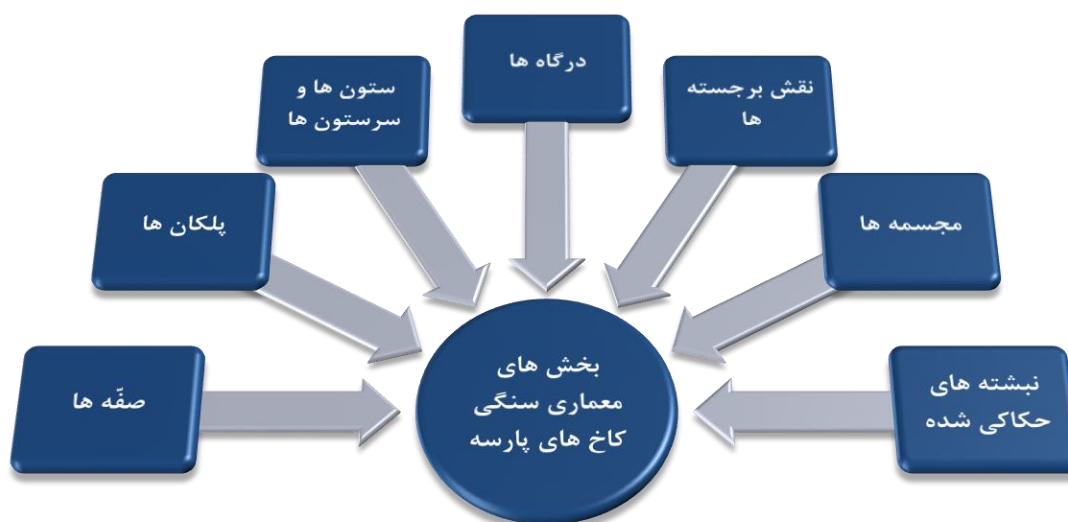 درگاه ها
نقش برجسته
ها
ستون ها و
سرستون ها
مجسمه ها
پلکان ها
نبشته های
حکاکی شده
صفّه ها
بخش های
معماری سنگی
کاخ های پارسه